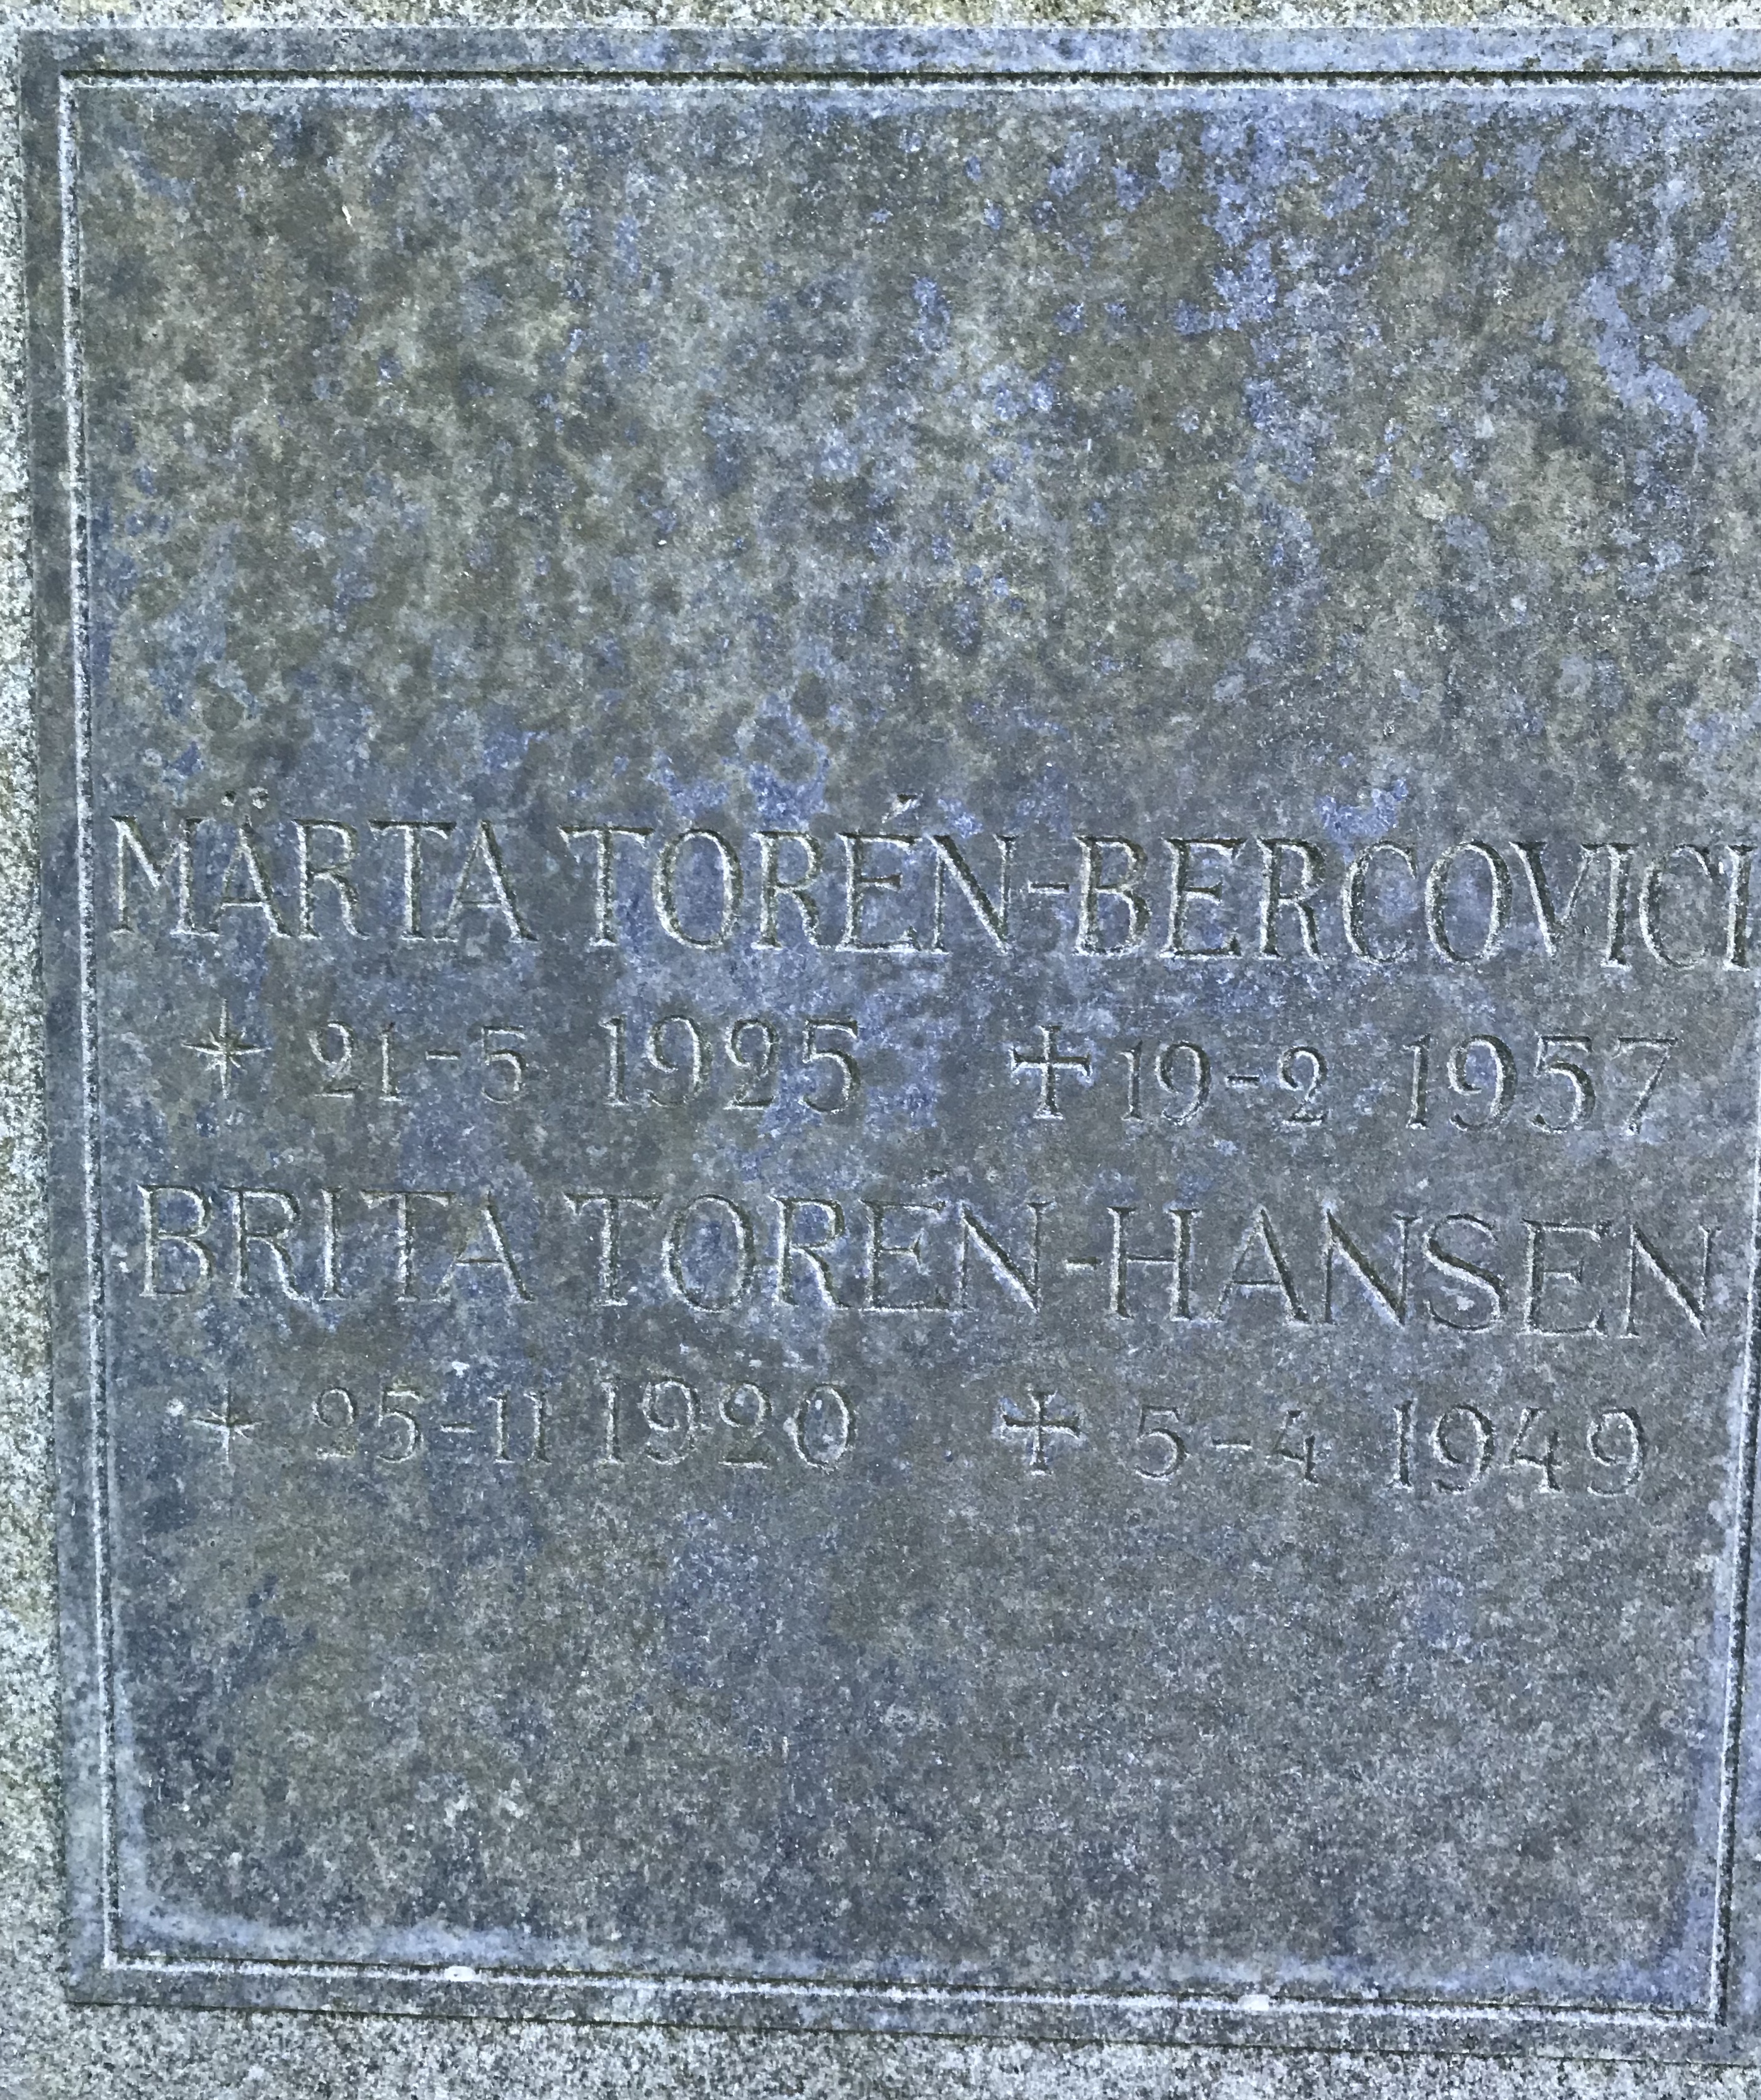 MÄRTA TORÉN-BERCOVICI
* 21-5 1925 ✝ 19-2 1957
BRITA TORÉN-HANSEN
* 25-11 1920 ✝ 5-4 1949